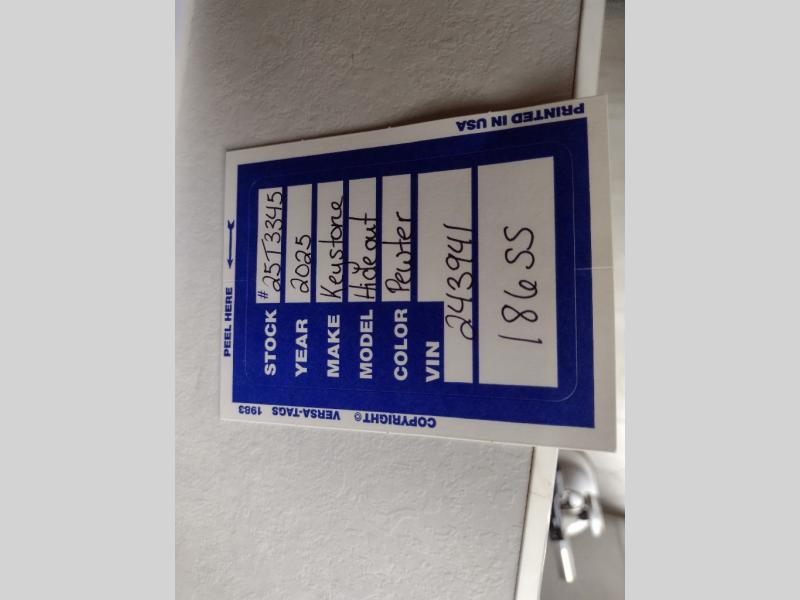 PEEL HERE
STOCK #25T3345
YEAR 2025
MAKE Keystone
MODEL Hideout
COLOR Pewter
VIN 243941
186SS
COPYRIGHT © VERSA-TAGS 1983
PRINTED IN USA